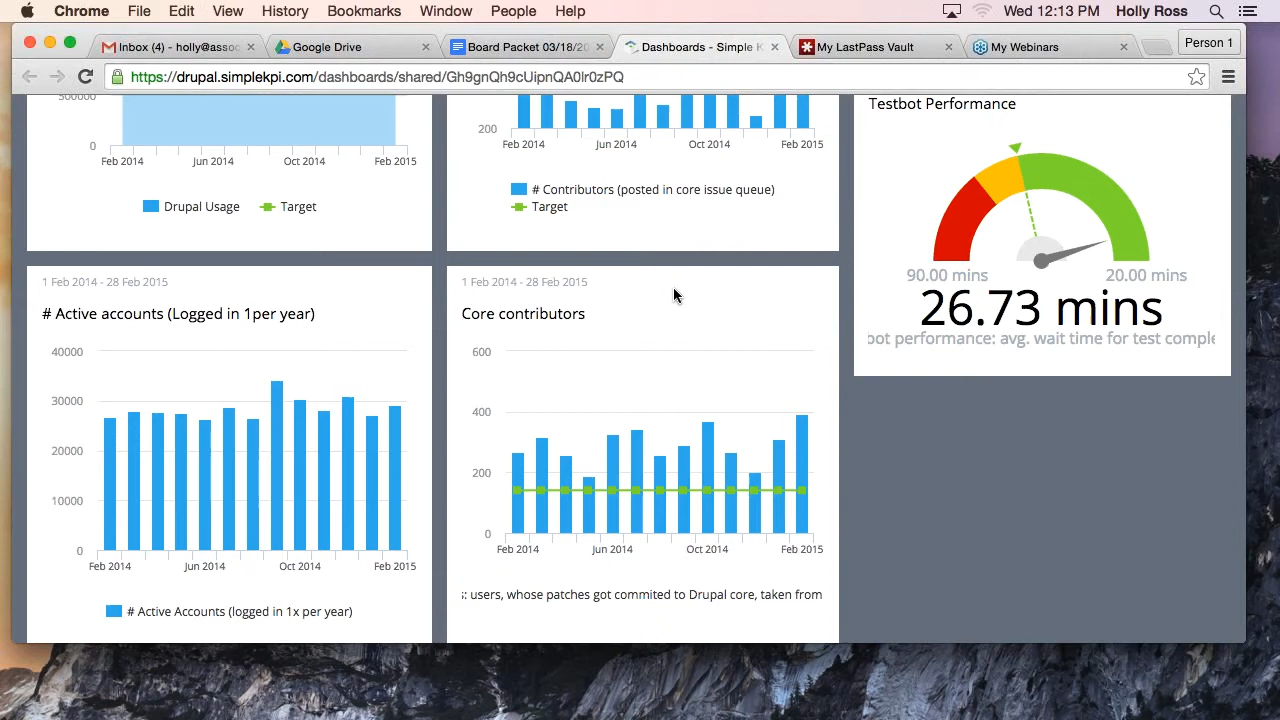 Chrome File Edit View History Bookmarks Window People Help Wed 12:13 PM Holly Ross
Inbox (4) - holly@assoc
Google Drive
Board Packet 03/18/20
Dashboards - Simple K
My LastPass Vault
My Webinars
Person 1
https://drupal.simplekpi.com/dashboards/shared/Gh9gnQh9cUipnQA0lr0zPQ
500000
0
Feb 2014 Jun 2014 Oct 2014 Feb 2015
Drupal Usage Target
200
Feb 2014 Jun 2014 Oct 2014 Feb 2015
# Contributors (posted in core issue queue)
Target
Testbot Performance
90.00 mins 20.00 mins
26.73 mins
bot performance: avg. wait time for test comple
1 Feb 2014 - 28 Feb 2015
# Active accounts (Logged in 1per year)
40000
30000
20000
10000
0
Feb 2014 Jun 2014 Oct 2014 Feb 2015
# Active Accounts (logged in 1x per year)
1 Feb 2014 - 28 Feb 2015
Core contributors
600
400
200
0
Feb 2014 Jun 2014 Oct 2014 Feb 2015
: users, whose patches got commited to Drupal core, taken from